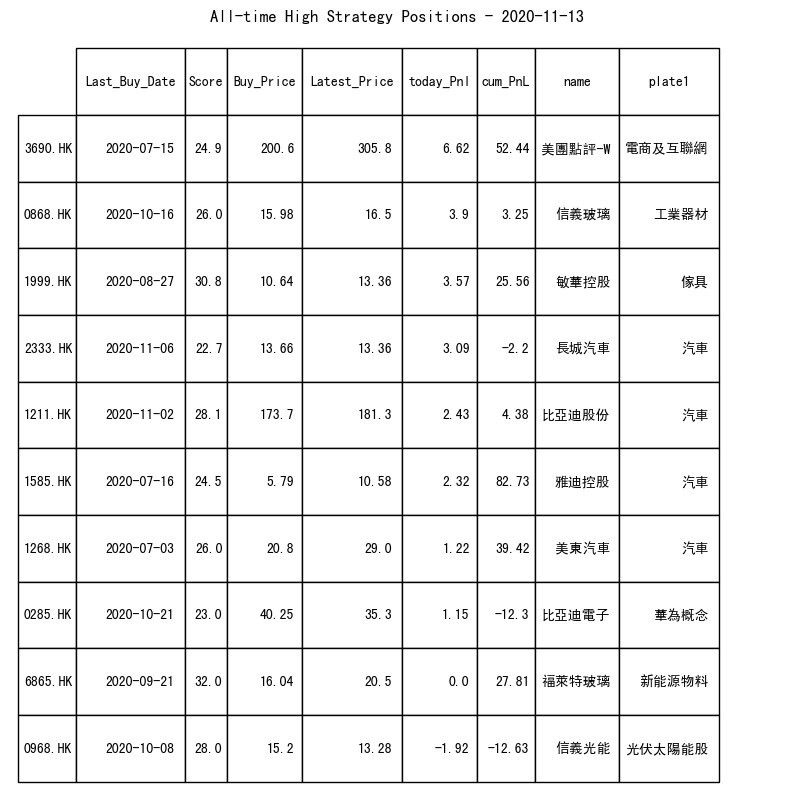 All-time High Strategy Positions - 2020-11-13
Last_Buy_Date Score Buy_Price Latest_Price today_Pnl cum_PnL name plate1
3690.HK 2020-07-15 24.9 200.6 305.8 6.62 52.44 美團點評-W 電商及互聯網
0868.HK 2020-10-16 26.0 15.98 16.5 3.9 3.25 信義玻璃 工業器材
1999.HK 2020-08-27 30.8 10.64 13.36 3.57 25.56 敏華控股 傢具
2333.HK 2020-11-06 22.7 13.66 13.36 3.09 -2.2 長城汽車 汽車
1211.HK 2020-11-02 28.1 173.7 181.3 2.43 4.38 比亞迪股份 汽車
1585.HK 2020-07-16 24.5 5.79 10.58 2.32 82.73 雅迪控股 汽車
1268.HK 2020-07-03 26.0 20.8 29.0 1.22 39.42 美東汽車 汽車
0285.HK 2020-10-21 23.0 40.25 35.3 1.15 -12.3 比亞迪電子 華為概念
6865.HK 2020-09-21 32.0 16.04 20.5 0.0 27.81 福萊特玻璃 新能源物料
0968.HK 2020-10-08 28.0 15.2 13.28 -1.92 -12.63 信義光能 光伏太陽能股